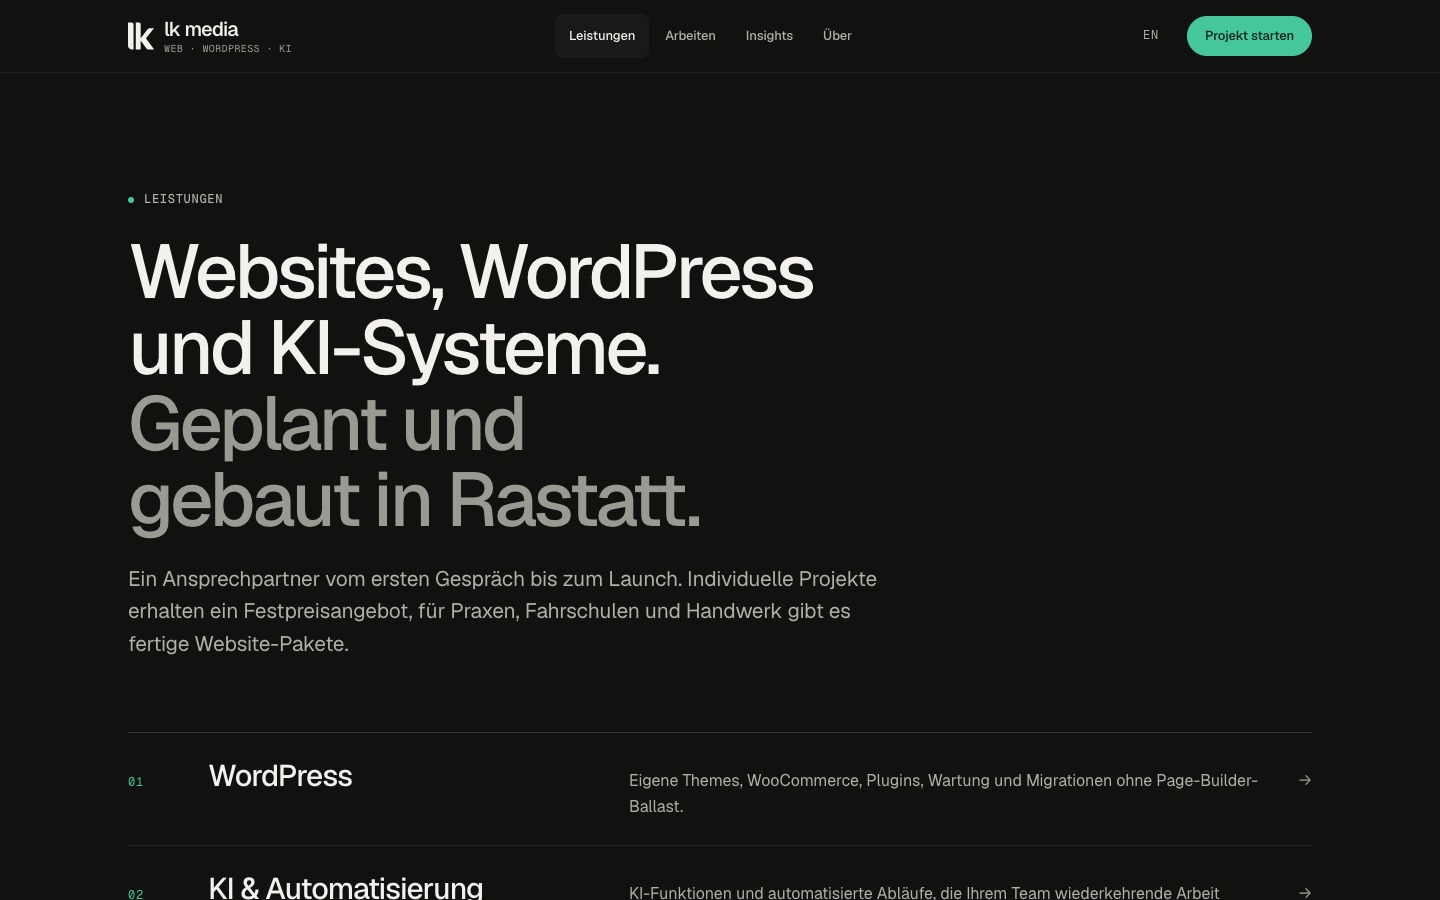 lk lk media
WEB · WORDPRESS · KI
Leistungen
Arbeiten
Insights
Über
EN
Projekt starten
LEISTUNGEN
Websites, WordPress
und KI-Systeme.
Geplant und
gebaut in Rastatt.
Ein Ansprechpartner vom ersten Gespräch bis zum Launch. Individuelle Projekte
erhalten ein Festpreisangebot, für Praxen, Fahrschulen und Handwerk gibt es
fertige Website-Pakete.
01
WordPress
Eigene Themes, WooCommerce, Plugins, Wartung und Migrationen ohne Page-Builder-
Ballast.
→
02
KI & Automatisierung
KI-Funktionen und automatisierte Abläufe, die Ihrem Team wiederkehrende Arbeit
→